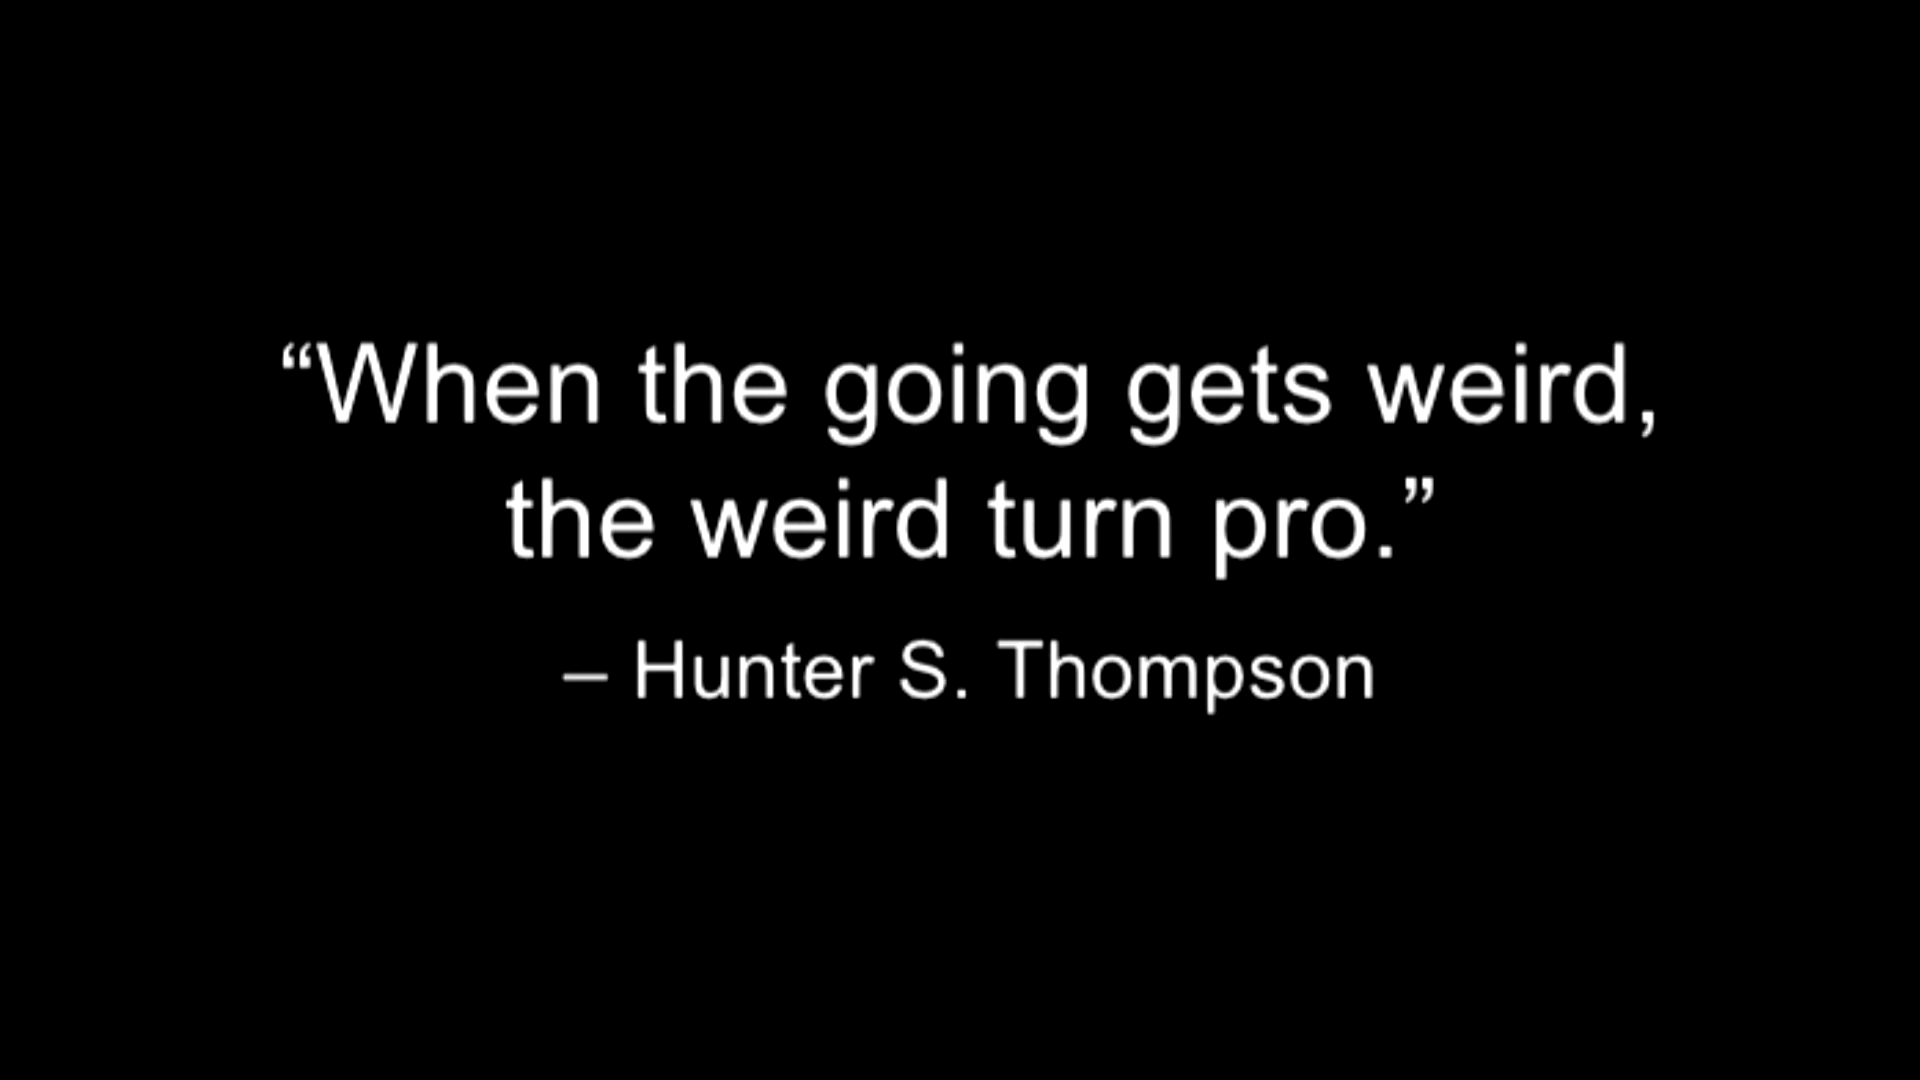 “When the going gets weird,
the weird turn pro.”
– Hunter S. Thompson